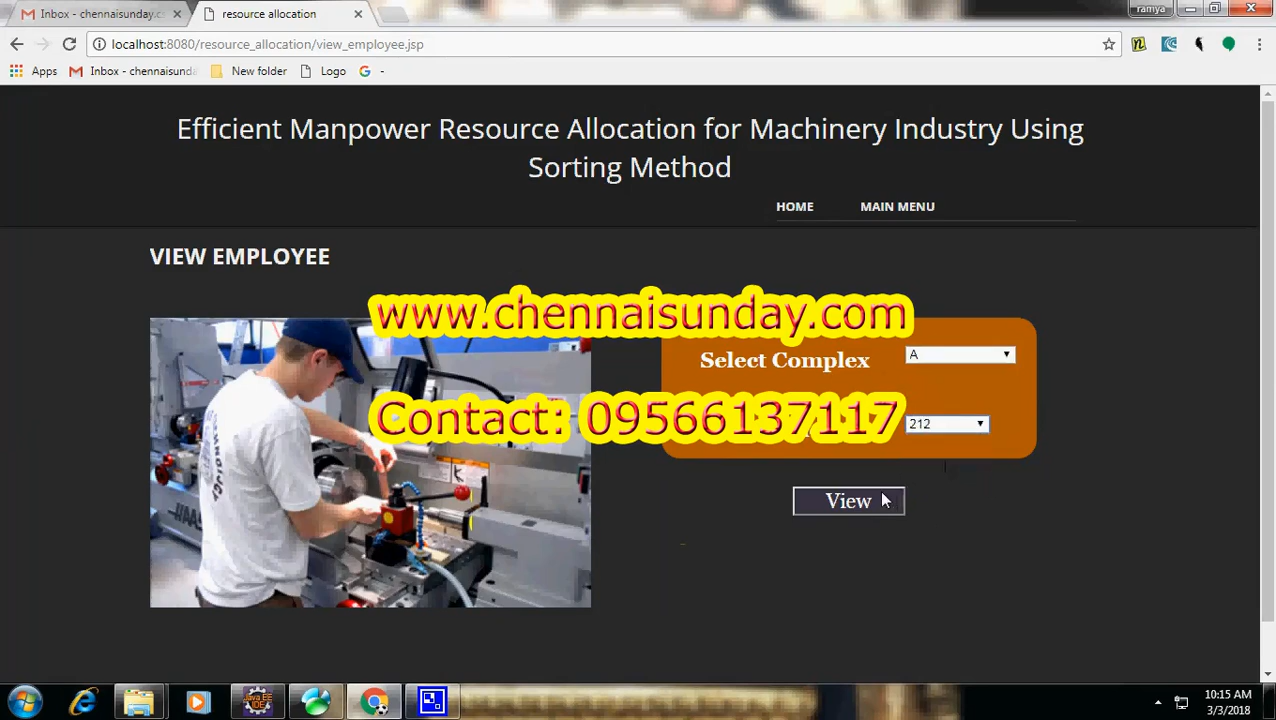 Inbox - chennaisunday.c
resource allocation
ramya
localhost:8080/resource_allocation/view_employee.jsp
Apps
Inbox - chennaisunda
New folder
Logo
-
Efficient Manpower Resource Allocation for Machinery Industry Using
Sorting Method
HOME
MAIN MENU
VIEW EMPLOYEE
www.chennaisunday.com
Select Complex
A
Contact: 09566137117
212
View
10:15 AM
3/3/2018